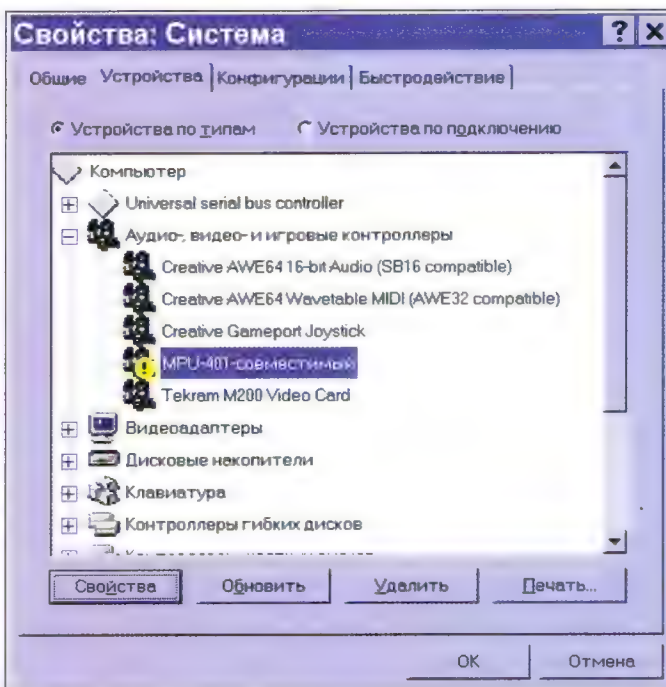 Свойства: Система
Общие Устройства Конфигурации Быстродействие
Устройства по типам Устройства по подключению
Компьютер
Universal serial bus controller
Аудио-, видео- и игровые контроллеры
Creative AWE64 16-bit Audio (SB16 compatible)
Creative AWE64 Wavetable MIDI (AWE32 compatible)
Creative Gameport Joystick
MPU-401-совместимый
Tekram M200 Video Card
Видеоадаптеры
Дисковые накопители
Клавиатура
Контроллеры гибких дисков
Свойства Обновить Удалить Печать...
OK Отмена